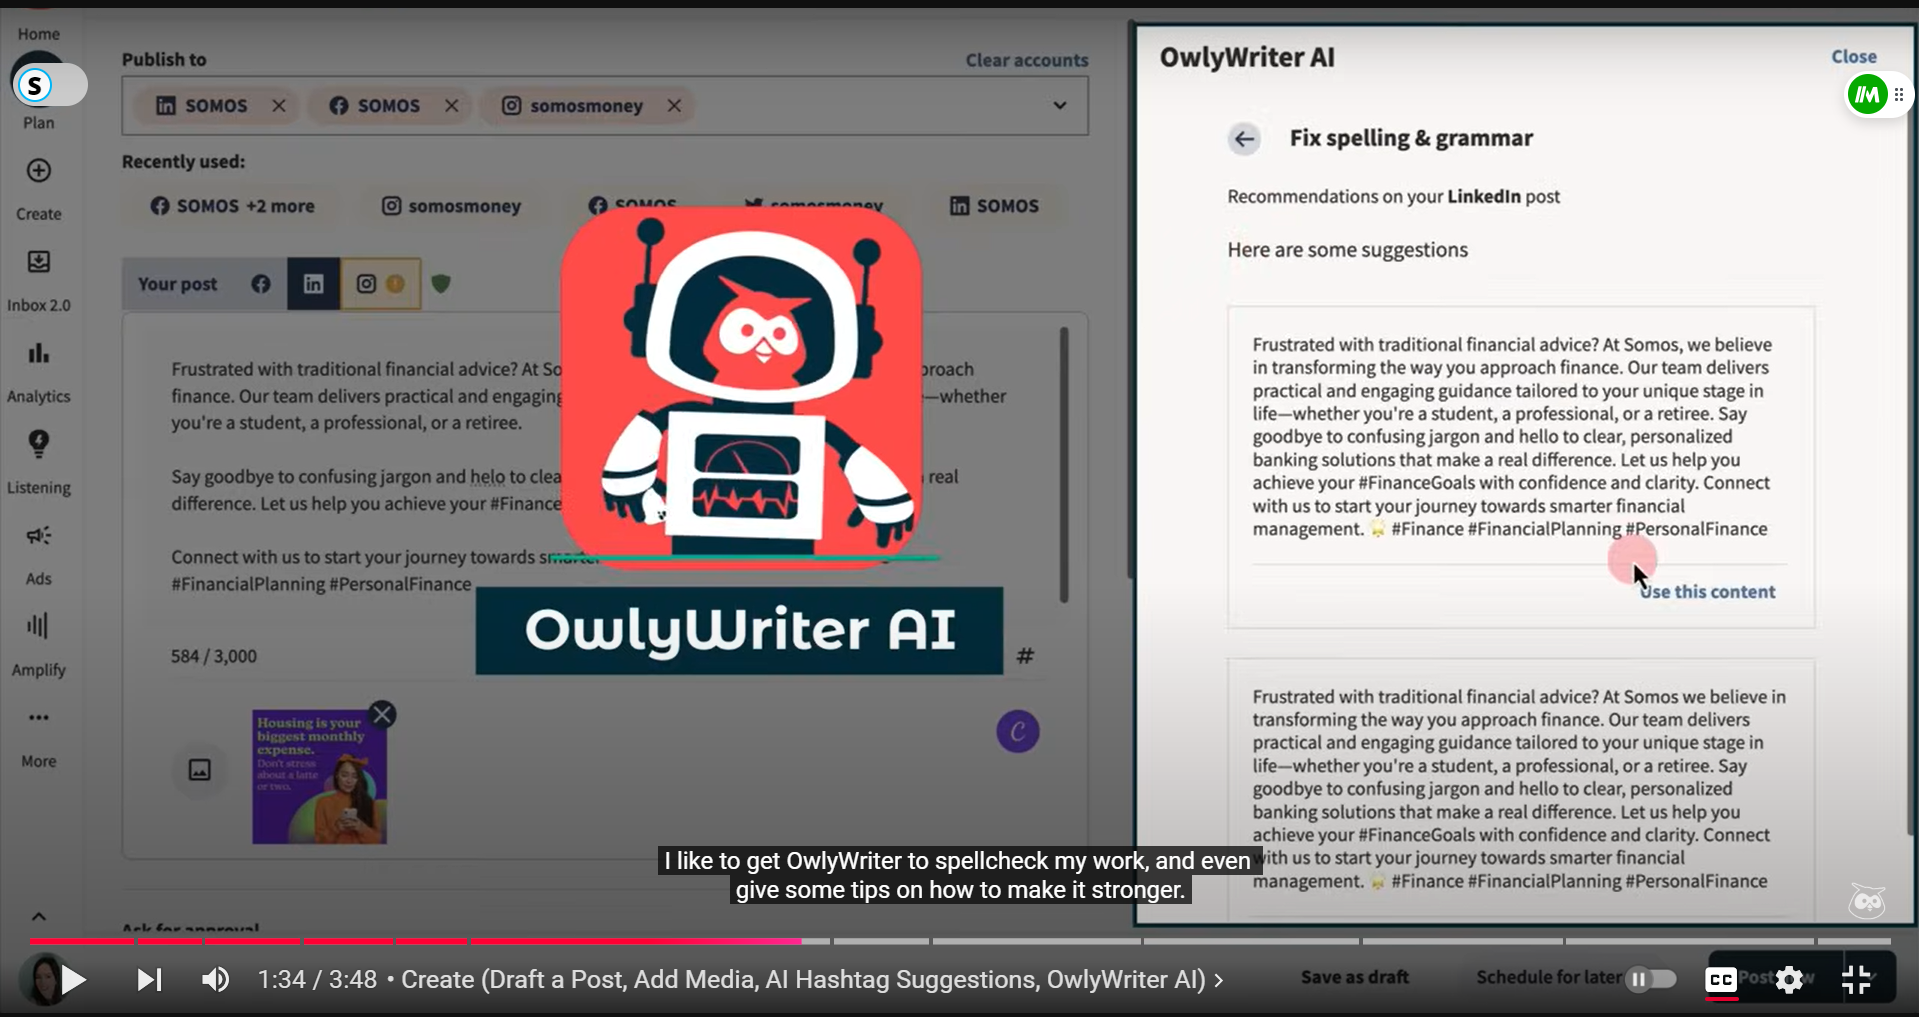 Home
Plan
Create
Inbox 2.0
Analytics
Listening
Ads
Amplify
More
S
Publish to
Clear accounts
SOMOS
SOMOS
somosmoney
Recently used:
SOMOS +2 more
somosmoney
SOMOS
somosmoney
SOMOS
Your post
Frustrated with traditional financial advice? At So
proach
finance. Our team delivers practical and engaging
—whether
you're a student, a professional, or a retiree.
Say goodbye to confusing jargon and helo to clea
real
difference. Let us help you achieve your #Finance
Connect with us to start your journey towards smarter
#FinancialPlanning #PersonalFinance
584 / 3,000
#
OwlyWriter AI
Housing is your
biggest monthly
expense.
Don't stress
about a latte
or two.
C
Ask for approval
OwlyWriter AI
Close
Fix spelling & grammar
Recommendations on your LinkedIn post
Here are some suggestions
Frustrated with traditional financial advice? At Somos, we believe
in transforming the way you approach finance. Our team delivers
practical and engaging guidance tailored to your unique stage in
life—whether you're a student, a professional, or a retiree. Say
goodbye to confusing jargon and hello to clear, personalized
banking solutions that make a real difference. Let us help you
achieve your #FinanceGoals with confidence and clarity. Connect
with us to start your journey towards smarter financial
management. 🌟 #Finance #FinancialPlanning #PersonalFinance
Use this content
Frustrated with traditional financial advice? At Somos we believe in
transforming the way you approach finance. Our team delivers
practical and engaging guidance tailored to your unique stage in
life—whether you're a student, a professional, or a retiree. Say
goodbye to confusing jargon and hello to clear, personalized
banking solutions that make a real difference. Let us help you
achieve your #FinanceGoals with confidence and clarity. Connect
with us to start your journey towards smarter financial
management. 🌟 #Finance #FinancialPlanning #PersonalFinance
I like to get OwlyWriter to spellcheck my work, and even
give some tips on how to make it stronger.
1:34 / 3:48 • Create (Draft a Post, Add Media, AI Hashtag Suggestions, OwlyWriter AI) >
Save as draft
Schedule for later
CC